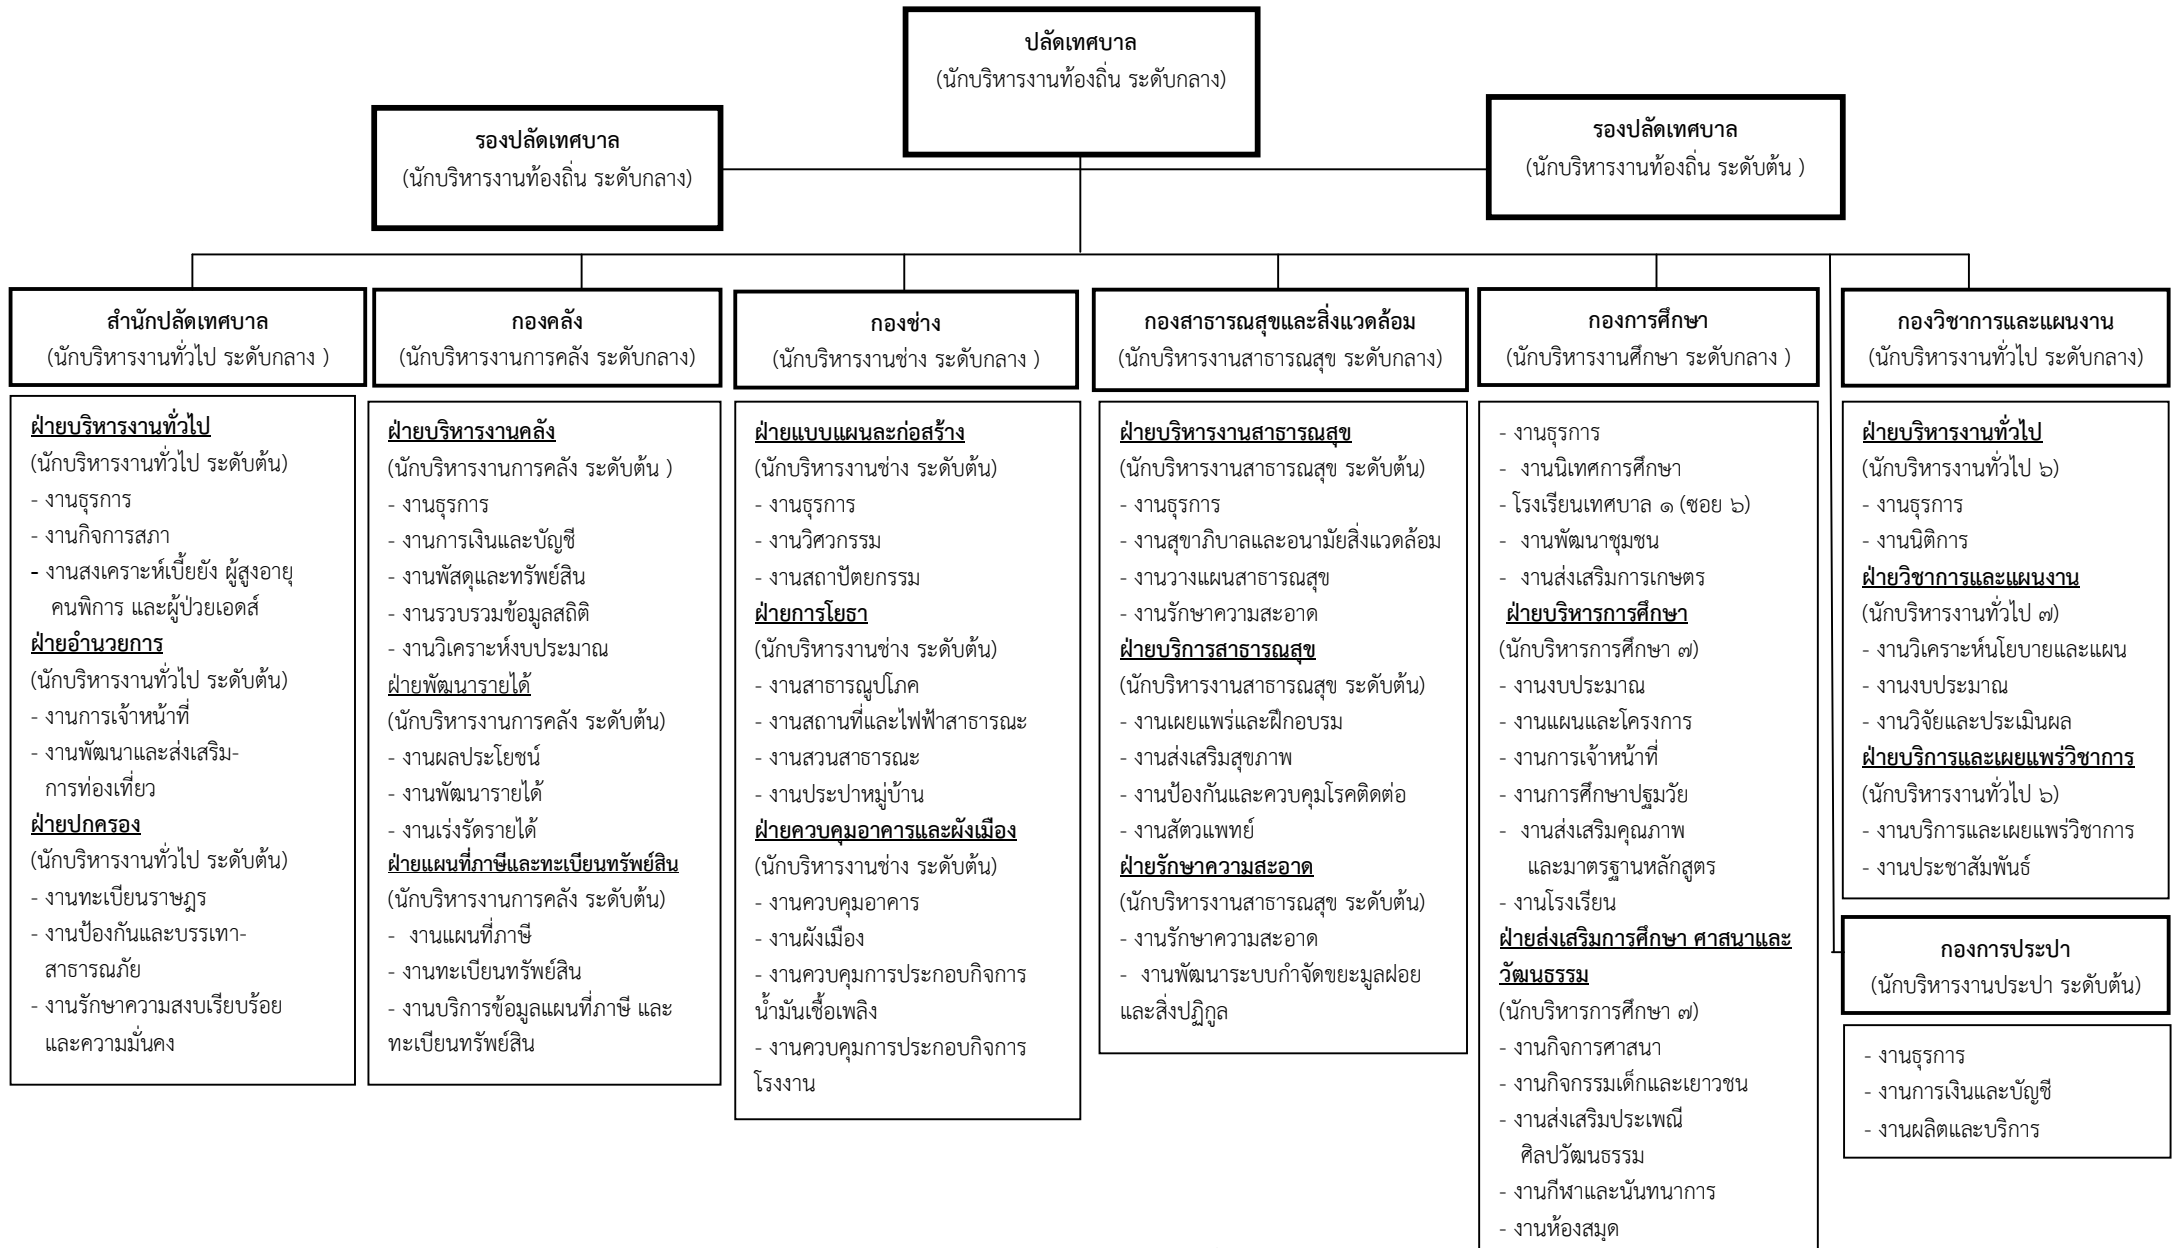 ปลัดเทศบาล
(นักบริหารงานท้องถิ่น ระดับกลาง)
รองปลัดเทศบาล
(นักบริหารงานท้องถิ่น ระดับกลาง)
รองปลัดเทศบาล
(นักบริหารงานท้องถิ่น ระดับต้น )
สำนักปลัดเทศบาล
(นักบริหารงานทั่วไป ระดับกลาง )
ฝ่ายบริหารงานทั่วไป
(นักบริหารงานทั่วไป ระดับต้น)
- งานธุรการ
- งานกิจการสภา
- งานสงเคราะห์เบี้ยยัง ผู้สูงอายุ
คนพิการ และผู้ป่วยเอดส์
ฝ่ายอำนวยการ
(นักบริหารงานทั่วไป ระดับต้น)
- งานการเจ้าหน้าที่
- งานพัฒนาและส่งเสริม-
การท่องเที่ยว
ฝ่ายปกครอง
(นักบริหารงานทั่วไป ระดับต้น)
- งานทะเบียนราษฎร
- งานป้องกันและบรรเทา-
สาธารณภัย
- งานรักษาความสงบเรียบร้อย
และความมั่นคง
กองคลัง
(นักบริหารงานการคลัง ระดับกลาง)
ฝ่ายบริหารงานคลัง
(นักบริหารงานการคลัง ระดับต้น )
- งานธุรการ
- งานการเงินและบัญชี
- งานพัสดุและทรัพย์สิน
- งานรวบรวมข้อมูลสถิติ
- งานวิเคราะห์งบประมาณ
ฝ่ายพัฒนารายได้
(นักบริหารงานการคลัง ระดับต้น)
- งานผลประโยชน์
- งานพัฒนารายได้
- งานเร่งรัดรายได้
ฝ่ายแผนที่ภาษีและทะเบียนทรัพย์สิน
(นักบริหารงานการคลัง ระดับต้น)
- งานแผนที่ภาษี
- งานทะเบียนทรัพย์สิน
- งานบริการข้อมูลแผนที่ภาษี และ
ทะเบียนทรัพย์สิน
กองช่าง
(นักบริหารงานช่าง ระดับกลาง )
ฝ่ายแบบแผนละก่อสร้าง
(นักบริหารงานช่าง ระดับต้น)
- งานธุรการ
- งานวิศวกรรม
- งานสถาปัตยกรรม
ฝ่ายการโยธา
(นักบริหารงานช่าง ระดับต้น)
- งานสาธารณูปโภค
- งานสถานที่และไฟฟ้าสาธารณะ
- งานสวนสาธารณะ
- งานประปาหมู่บ้าน
ฝ่ายควบคุมอาคารและผังเมือง
(นักบริหารงานช่าง ระดับต้น)
- งานควบคุมอาคาร
- งานผังเมือง
- งานควบคุมการประกอบกิจการ
น้ำมันเชื้อเพลิง
- งานควบคุมการประกอบกิจการ
โรงงาน
กองสาธารณสุขและสิ่งแวดล้อม
(นักบริหารงานสาธารณสุข ระดับกลาง)
ฝ่ายบริหารงานสาธารณสุข
(นักบริหารงานสาธารณสุข ระดับต้น)
- งานธุรการ
- งานสุขาภิบาลและอนามัยสิ่งแวดล้อม
- งานวางแผนสาธารณสุข
- งานรักษาความสะอาด
ฝ่ายบริการสาธารณสุข
(นักบริหารงานสาธารณสุข ระดับต้น)
- งานเผยแพร่และฝึกอบรม
- งานส่งเสริมสุขภาพ
- งานป้องกันและควบคุมโรคติดต่อ
- งานสัตวแพทย์
ฝ่ายรักษาความสะอาด
(นักบริหารงานสาธารณสุข ระดับต้น)
- งานรักษาความสะอาด
- งานพัฒนาระบบกำจัดขยะมูลฝอย
และสิ่งปฏิกูล
กองการศึกษา
(นักบริหารงานศึกษา ระดับกลาง )
- งานธุรการ
- งานนิเทศการศึกษา
- โรงเรียนเทศบาล ๑ (ซอย ๖)
- งานพัฒนาชุมชน
- งานส่งเสริมการเกษตร
ฝ่ายบริหารการศึกษา
(นักบริหารการศึกษา ๗)
- งานงบประมาณ
- งานแผนและโครงการ
- งานการเจ้าหน้าที่
- งานการศึกษาปฐมวัย
- งานส่งเสริมคุณภาพ
และมาตรฐานหลักสูตร
- งานโรงเรียน
ฝ่ายส่งเสริมการศึกษา ศาสนาและ
วัฒนธรรม
(นักบริหารการศึกษา ๗)
- งานกิจการศาสนา
- งานกิจกรรมเด็กและเยาวชน
- งานส่งเสริมประเพณี
ศิลปวัฒนธรรม
- งานกีฬาและนันทนาการ
- งานห้องสมุด
กองวิชาการและแผนงาน
(นักบริหารงานทั่วไป ระดับกลาง)
ฝ่ายบริหารงานทั่วไป
(นักบริหารงานทั่วไป ๖)
- งานธุรการ
- งานนิติการ
ฝ่ายวิชาการและแผนงาน
(นักบริหารงานทั่วไป ๗)
- งานวิเคราะห์นโยบายและแผน
- งานงบประมาณ
- งานวิจัยและประเมินผล
ฝ่ายบริการและเผยแพร่วิชาการ
(นักบริหารงานทั่วไป ๖)
- งานบริการและเผยแพร่วิชาการ
- งานประชาสัมพันธ์
กองการประปา
(นักบริหารงานประปา ระดับต้น)
- งานธุรการ
- งานการเงินและบัญชี
- งานผลิตและบริการ